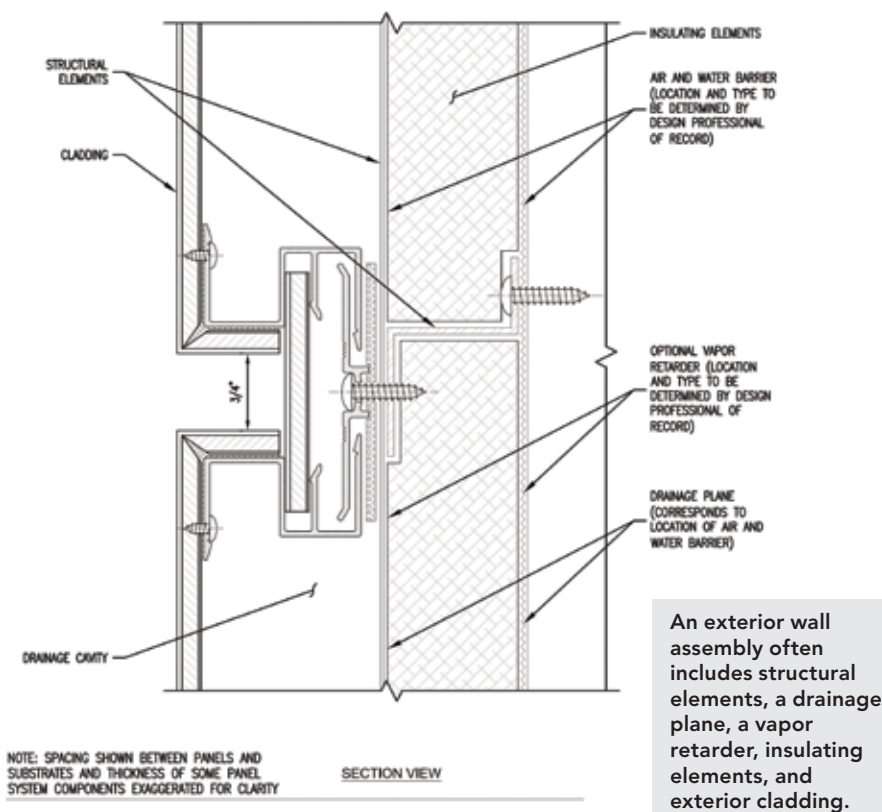 STRUCTURAL
ELEMENTS
CLADDING
3/4"
DRAINAGE CAVITY
INSULATING ELEMENTS
AIR AND WATER BARRIER
(LOCATION AND TYPE TO
BE DETERMINED BY
DESIGN PROFESSIONAL
OF RECORD)
OPTIONAL VAPOR
RETARDER (LOCATION
AND TYPE TO BE
DETERMINED BY DESIGN
PROFESSIONAL OF
RECORD)
DRAINAGE PLANE
(CORRESPONDS TO
LOCATION OF AIR AND
WATER BARRIER)
NOTE: SPACING SHOWN BETWEEN PANELS AND
SUBSTRATES AND THICKNESS OF SOME PANEL
SYSTEM COMPONENTS EXAGGERATED FOR CLARITY
SECTION VIEW
An exterior wall
assembly often
includes structural
elements, a drainage
plane, a vapor
retarder, insulating
elements, and
exterior cladding.